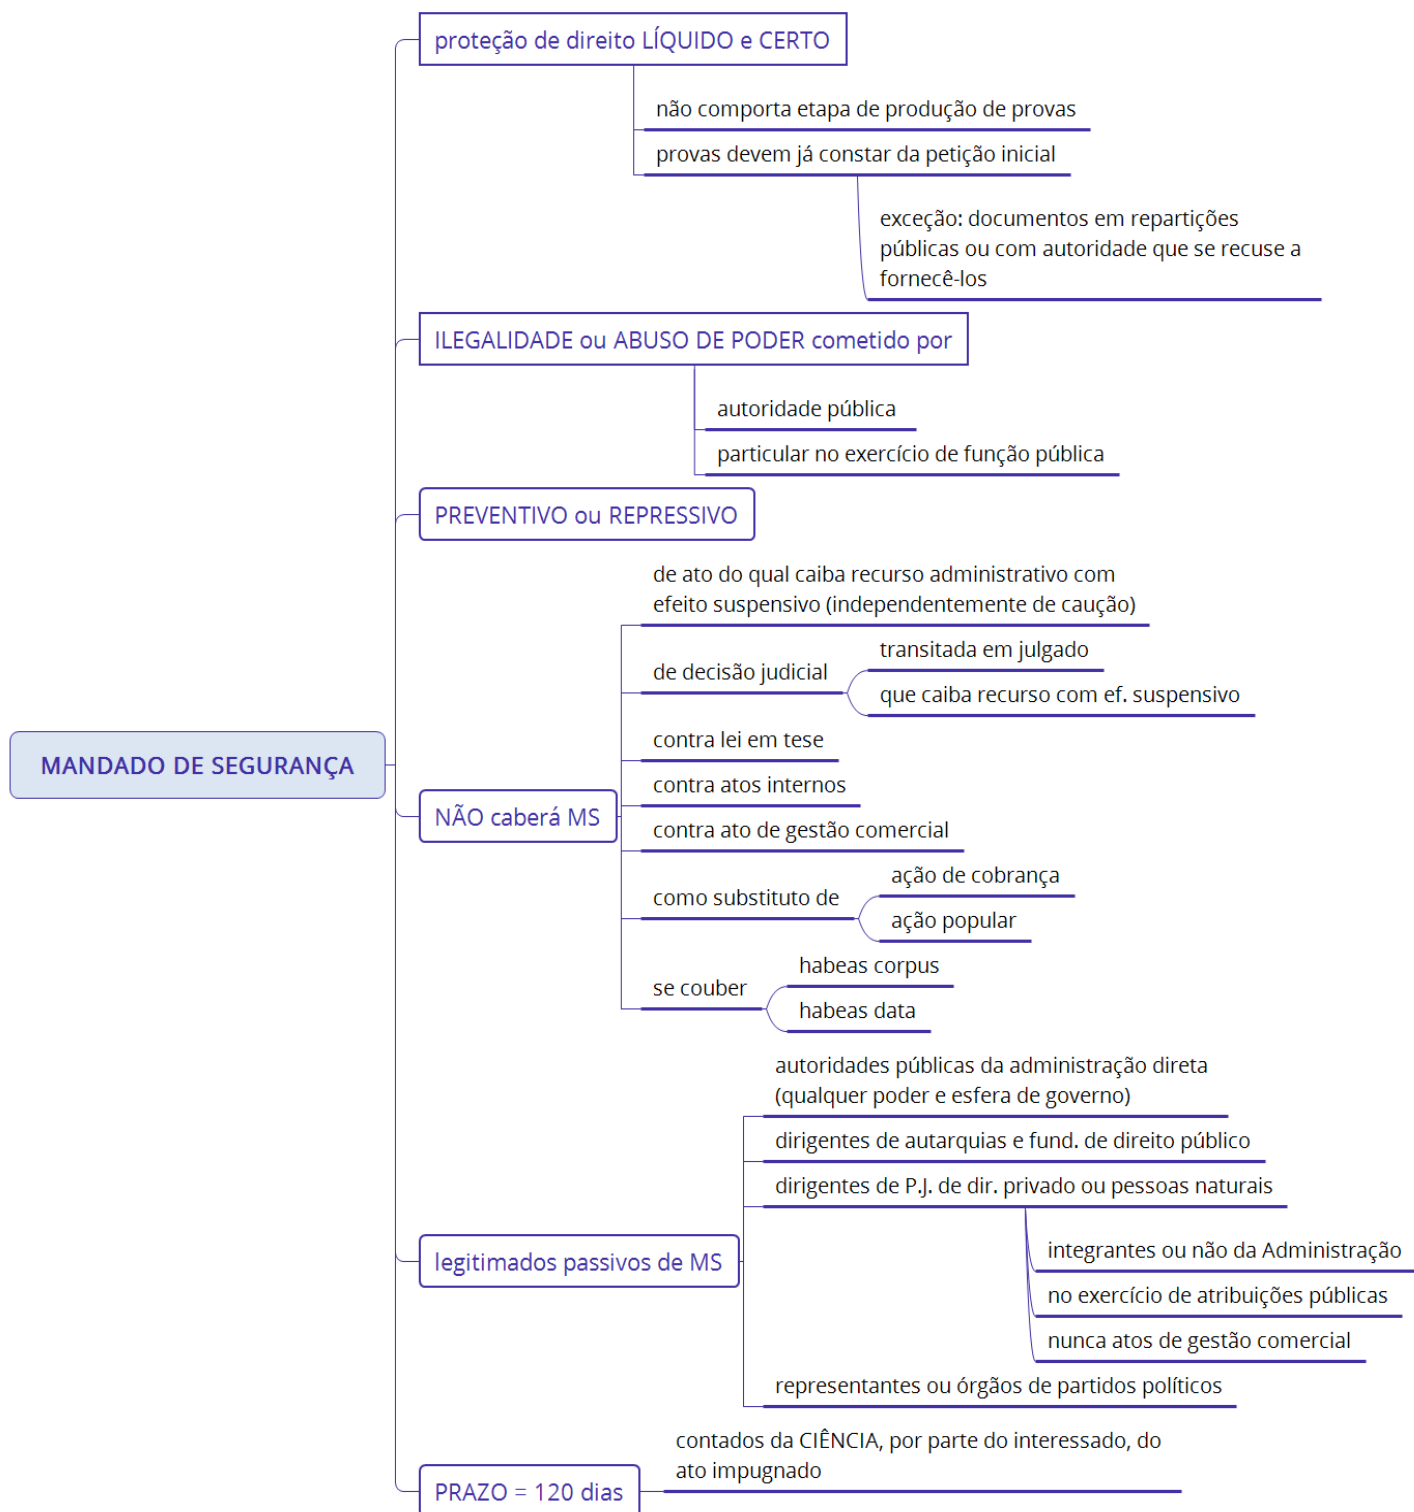 proteção de direito LÍQUIDO e CERTO
não comporta etapa de produção de provas
provas devem já constar da petição inicial
exceção: documentos em repartições
públicas ou com autoridade que se recuse a
fornecê-los
ILEGALIDADE ou ABUSO DE PODER cometido por
autoridade pública
particular no exercício de função pública
PREVENTIVO ou REPRESSIVO
MANDADO DE SEGURANÇA
NÃO caberá MS
de ato do qual caiba recurso administrativo com
efeito suspensivo (independentemente de caução)
de decisão judicial
transitada em julgado
que caiba recurso com ef. suspensivo
contra lei em tese
contra atos internos
contra ato de gestão comercial
como substituto de
ação de cobrança
ação popular
se couber
habeas corpus
habeas data
legitimados passivos de MS
autoridades públicas da administração direta
(qualquer poder e esfera de governo)
dirigentes de autarquias e fund. de direito público
dirigentes de P.J. de dir. privado ou pessoas naturais
integrantes ou não da Administração
no exercício de atribuições públicas
nunca atos de gestão comercial
representantes ou órgãos de partidos políticos
PRAZO = 120 dias
contados da CIÊNCIA, por parte do interessado, do
ato impugnado